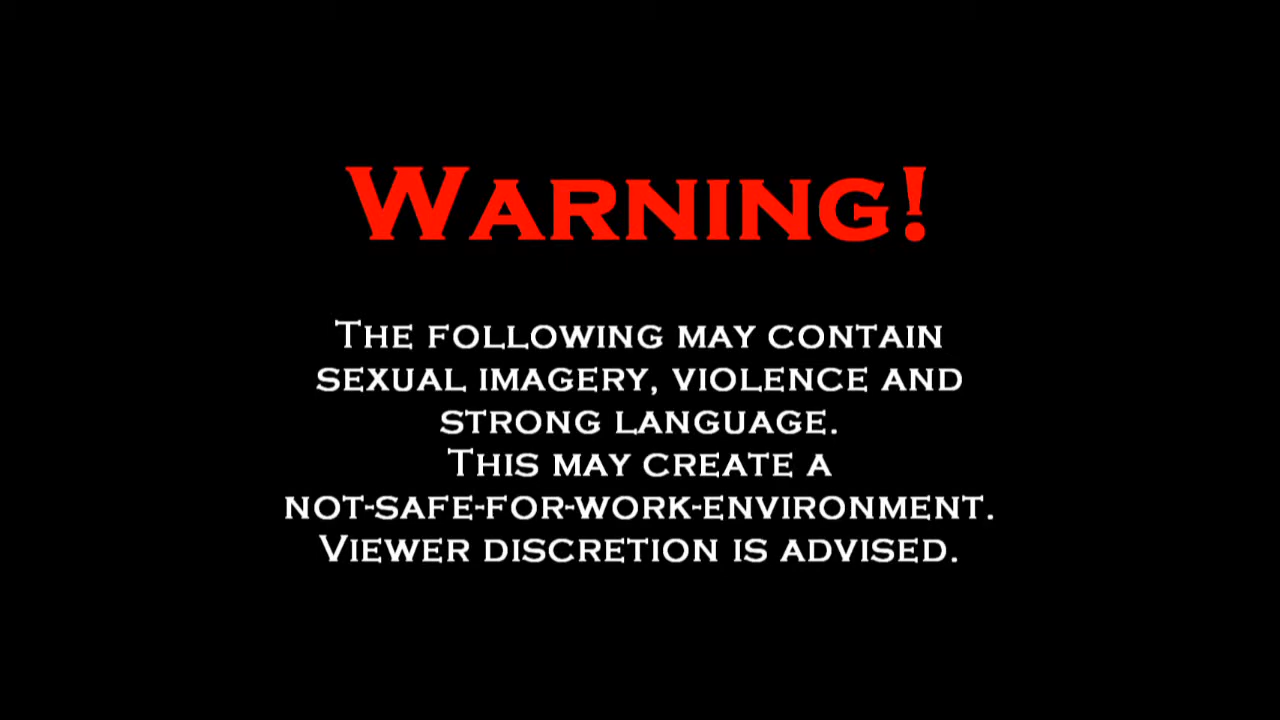 WARNING!
THE FOLLOWING MAY CONTAIN
SEXUAL IMAGERY, VIOLENCE AND
STRONG LANGUAGE.
THIS MAY CREATE A
NOT-SAFE-FOR-WORK-ENVIRONMENT.
VIEWER DISCRETION IS ADVISED.